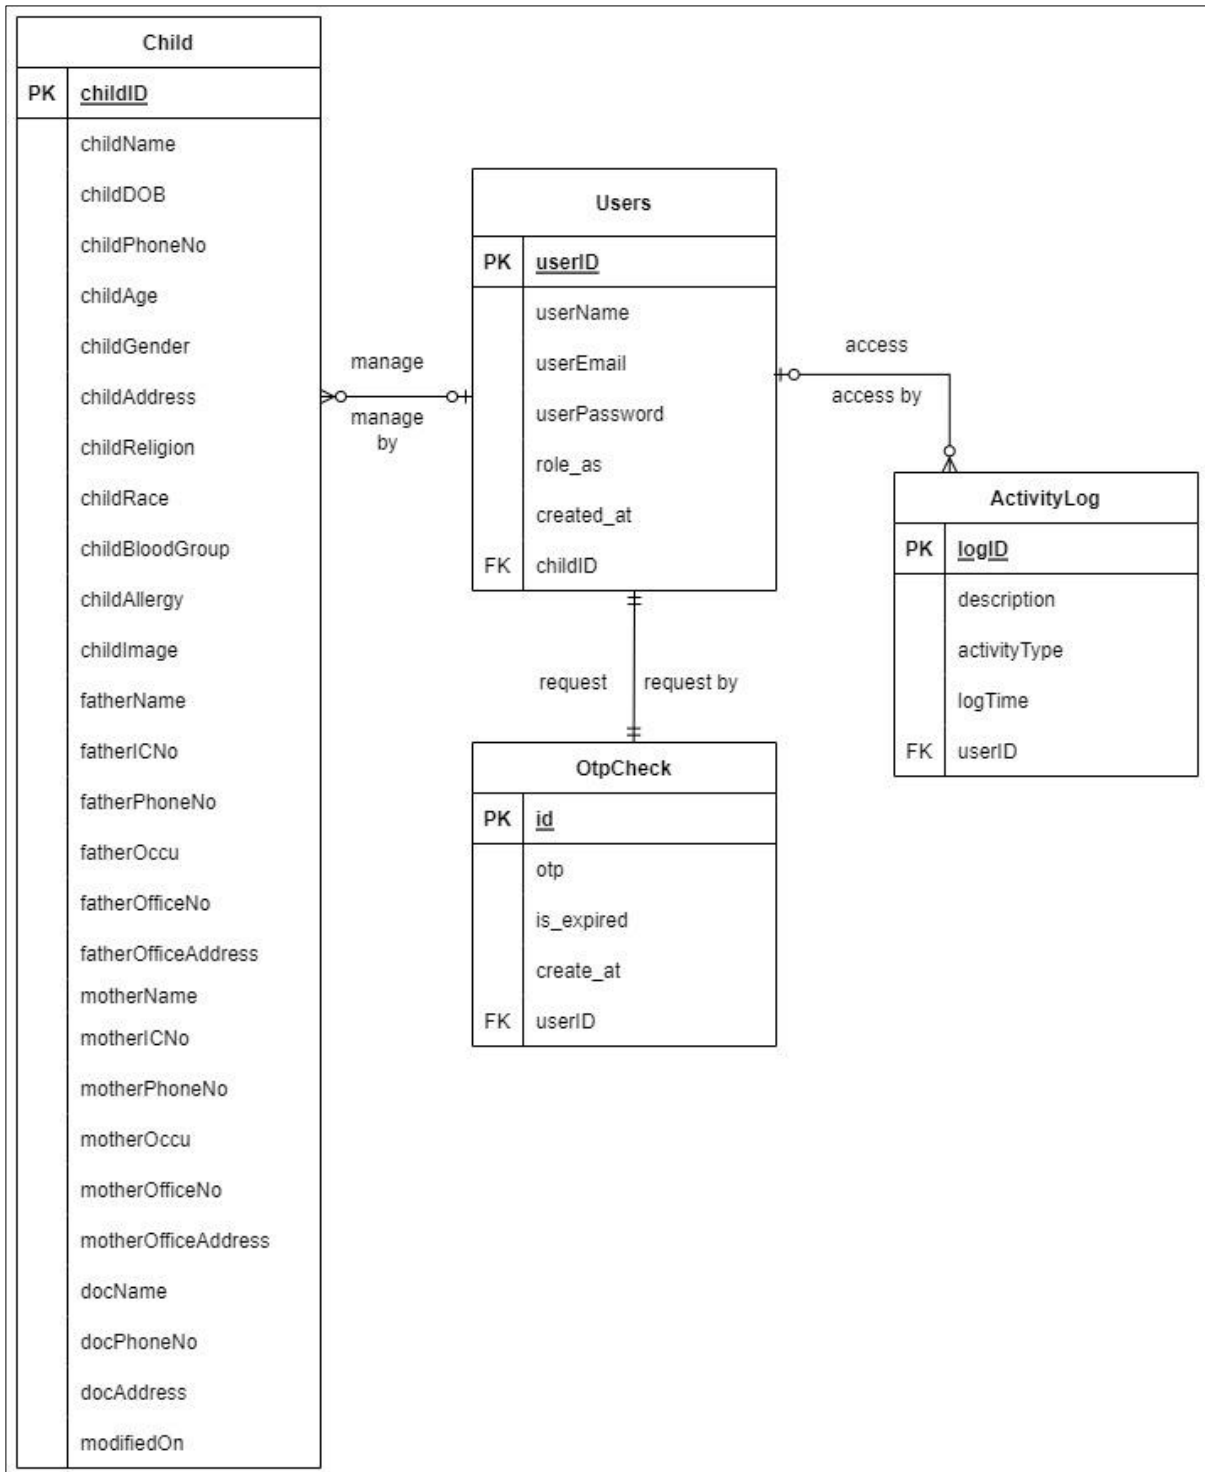 Child
PK childID
childName
childDOB
childPhoneNo
childAge
childGender
childAddress
childReligion
childRace
childBloodGroup
childAllergy
childImage
fatherName
fatherICNo
fatherPhoneNo
fatherOccu
fatherOfficeNo
fatherOfficeAddress
motherName
motherICNo
motherPhoneNo
motherOccu
motherOfficeNo
motherOfficeAddress
docName
docPhoneNo
docAddress
modifiedOn
manage
manage
by
Users
PK userID
userName
userEmail
userPassword
role_as
created_at
FK childID
access
access by
request
request by
OtpCheck
PK id
otp
is_expired
create_at
FK userID
ActivityLog
PK logID
description
activityType
logTime
FK userID